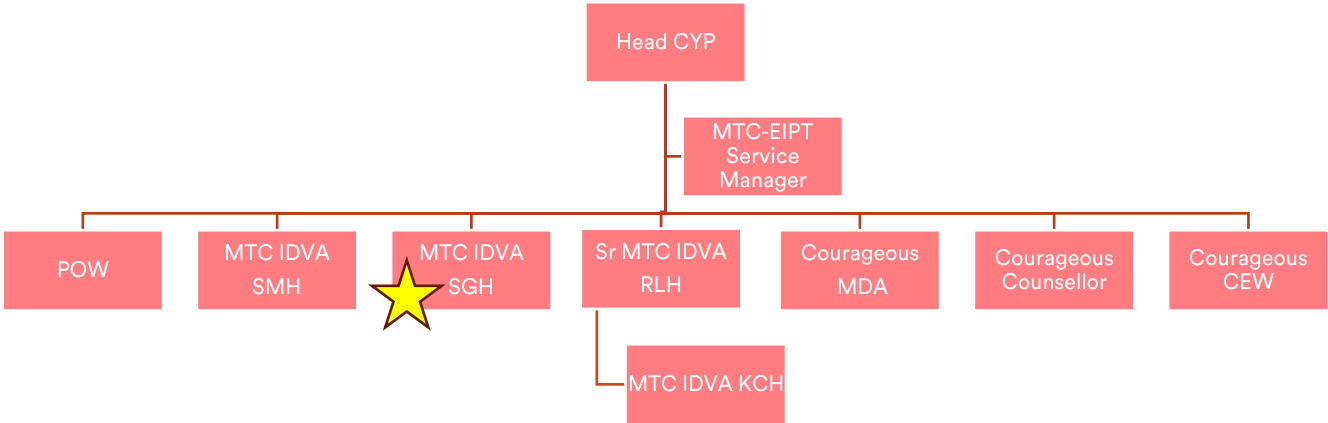 Head CYP
MTC-EIPT
Service
Manager
POW
MTC IDVA
SMH
MTC IDVA
SGH
Sr MTC IDVA
RLH
Courageous
MDA
Courageous
Counsellor
Courageous
CEW
MTC IDVA KCH